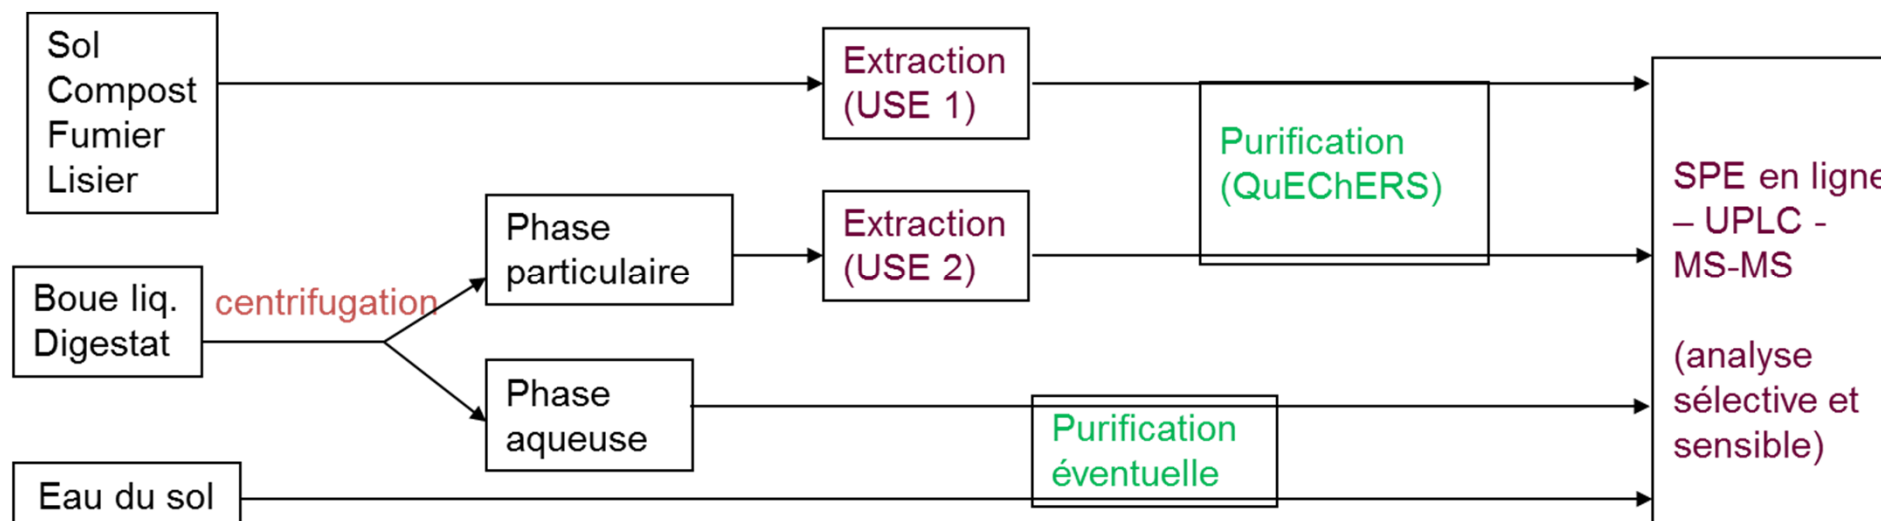 Sol
Compost
Fumier
Lisier
Extraction
(USE 1)
Purification
(QuEChERS)
SPE en ligne
– UPLC -
MS-MS
(analyse
sélective et
sensible)
Boue liq.
Digestat
centrifugation
Phase
particulaire
Extraction
(USE 2)
Phase
aqueuse
Purification
éventuelle
Eau du sol